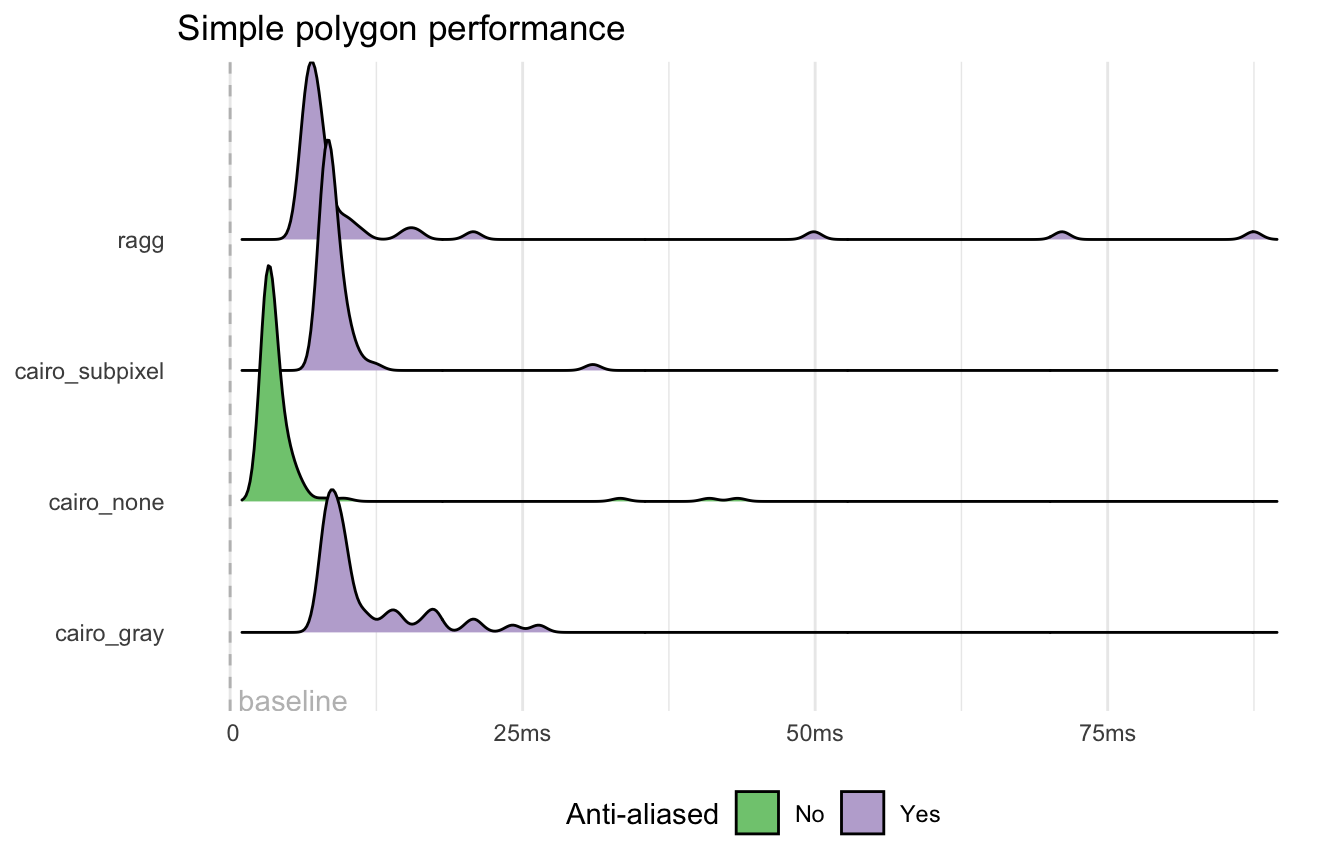 Simple polygon performance
ragg
cairo_subpixel
cairo_none
cairo_gray
baseline
0 25ms 50ms 75ms
Anti-aliased No Yes